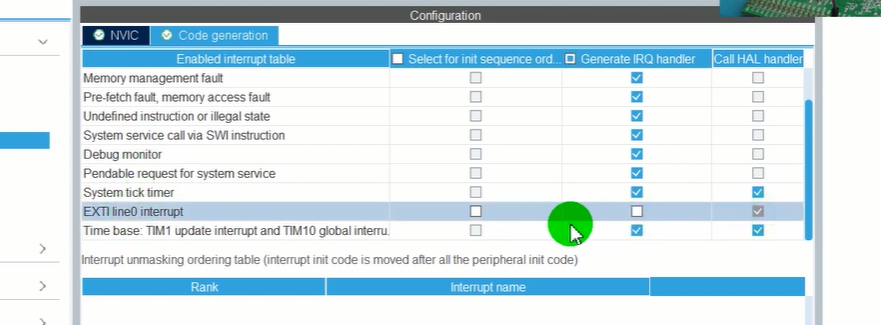 Configuration
NVIC Code generation
Enabled interrupt table Select for init sequence ord... Generate IRQ handler Call HAL handler
Memory management fault
Pre-fetch fault, memory access fault
Undefined instruction or illegal state
System service call via SWI instruction
Debug monitor
Pendable request for system service
System tick timer
EXTI line0 interrupt
Time base: TIM1 update interrupt and TIM10 global interru.
Interrupt unmasking ordering table (interrupt init code is moved after all the peripheral init code)
Rank Interrupt name